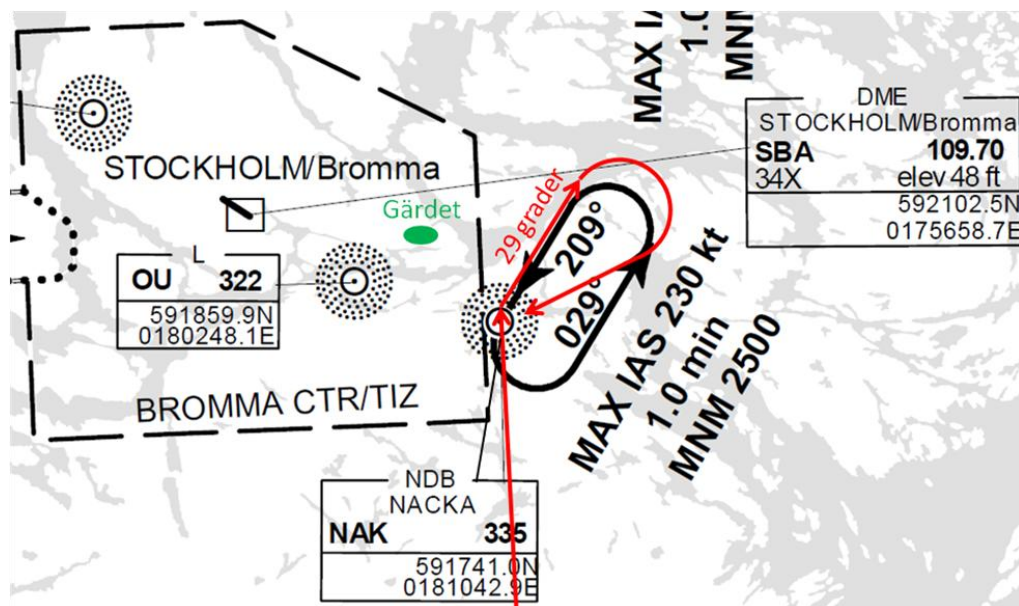 MAX IA
1.0
MNM
DME
STOCKHOLM/Bromma
SBA 109.70
34X elev 48 ft
592102.5N
0175658.7E
STOCKHOLM/Bromma
Gärdet
29 grader
209°
029°
L
OU 322
591859.9N
0180248.1E
MAX IAS 230 kt
1.0 min
MNM 2500
BROMMA CTR/TIZ
NDB
NACKA
NAK 335
591741.0N
0181042.9E